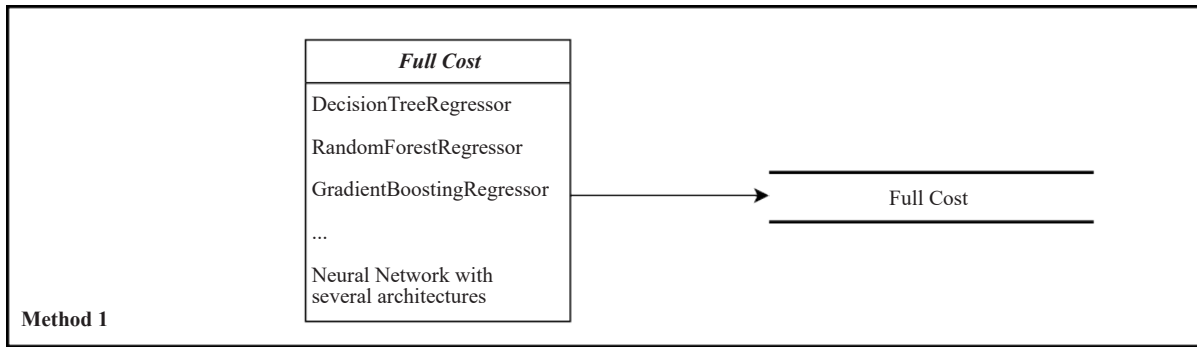 Full Cost
DecisionTreeRegressor
RandomForestRegressor
GradientBoostingRegressor
...
Neural Network with
several architectures
Full Cost
Method 1